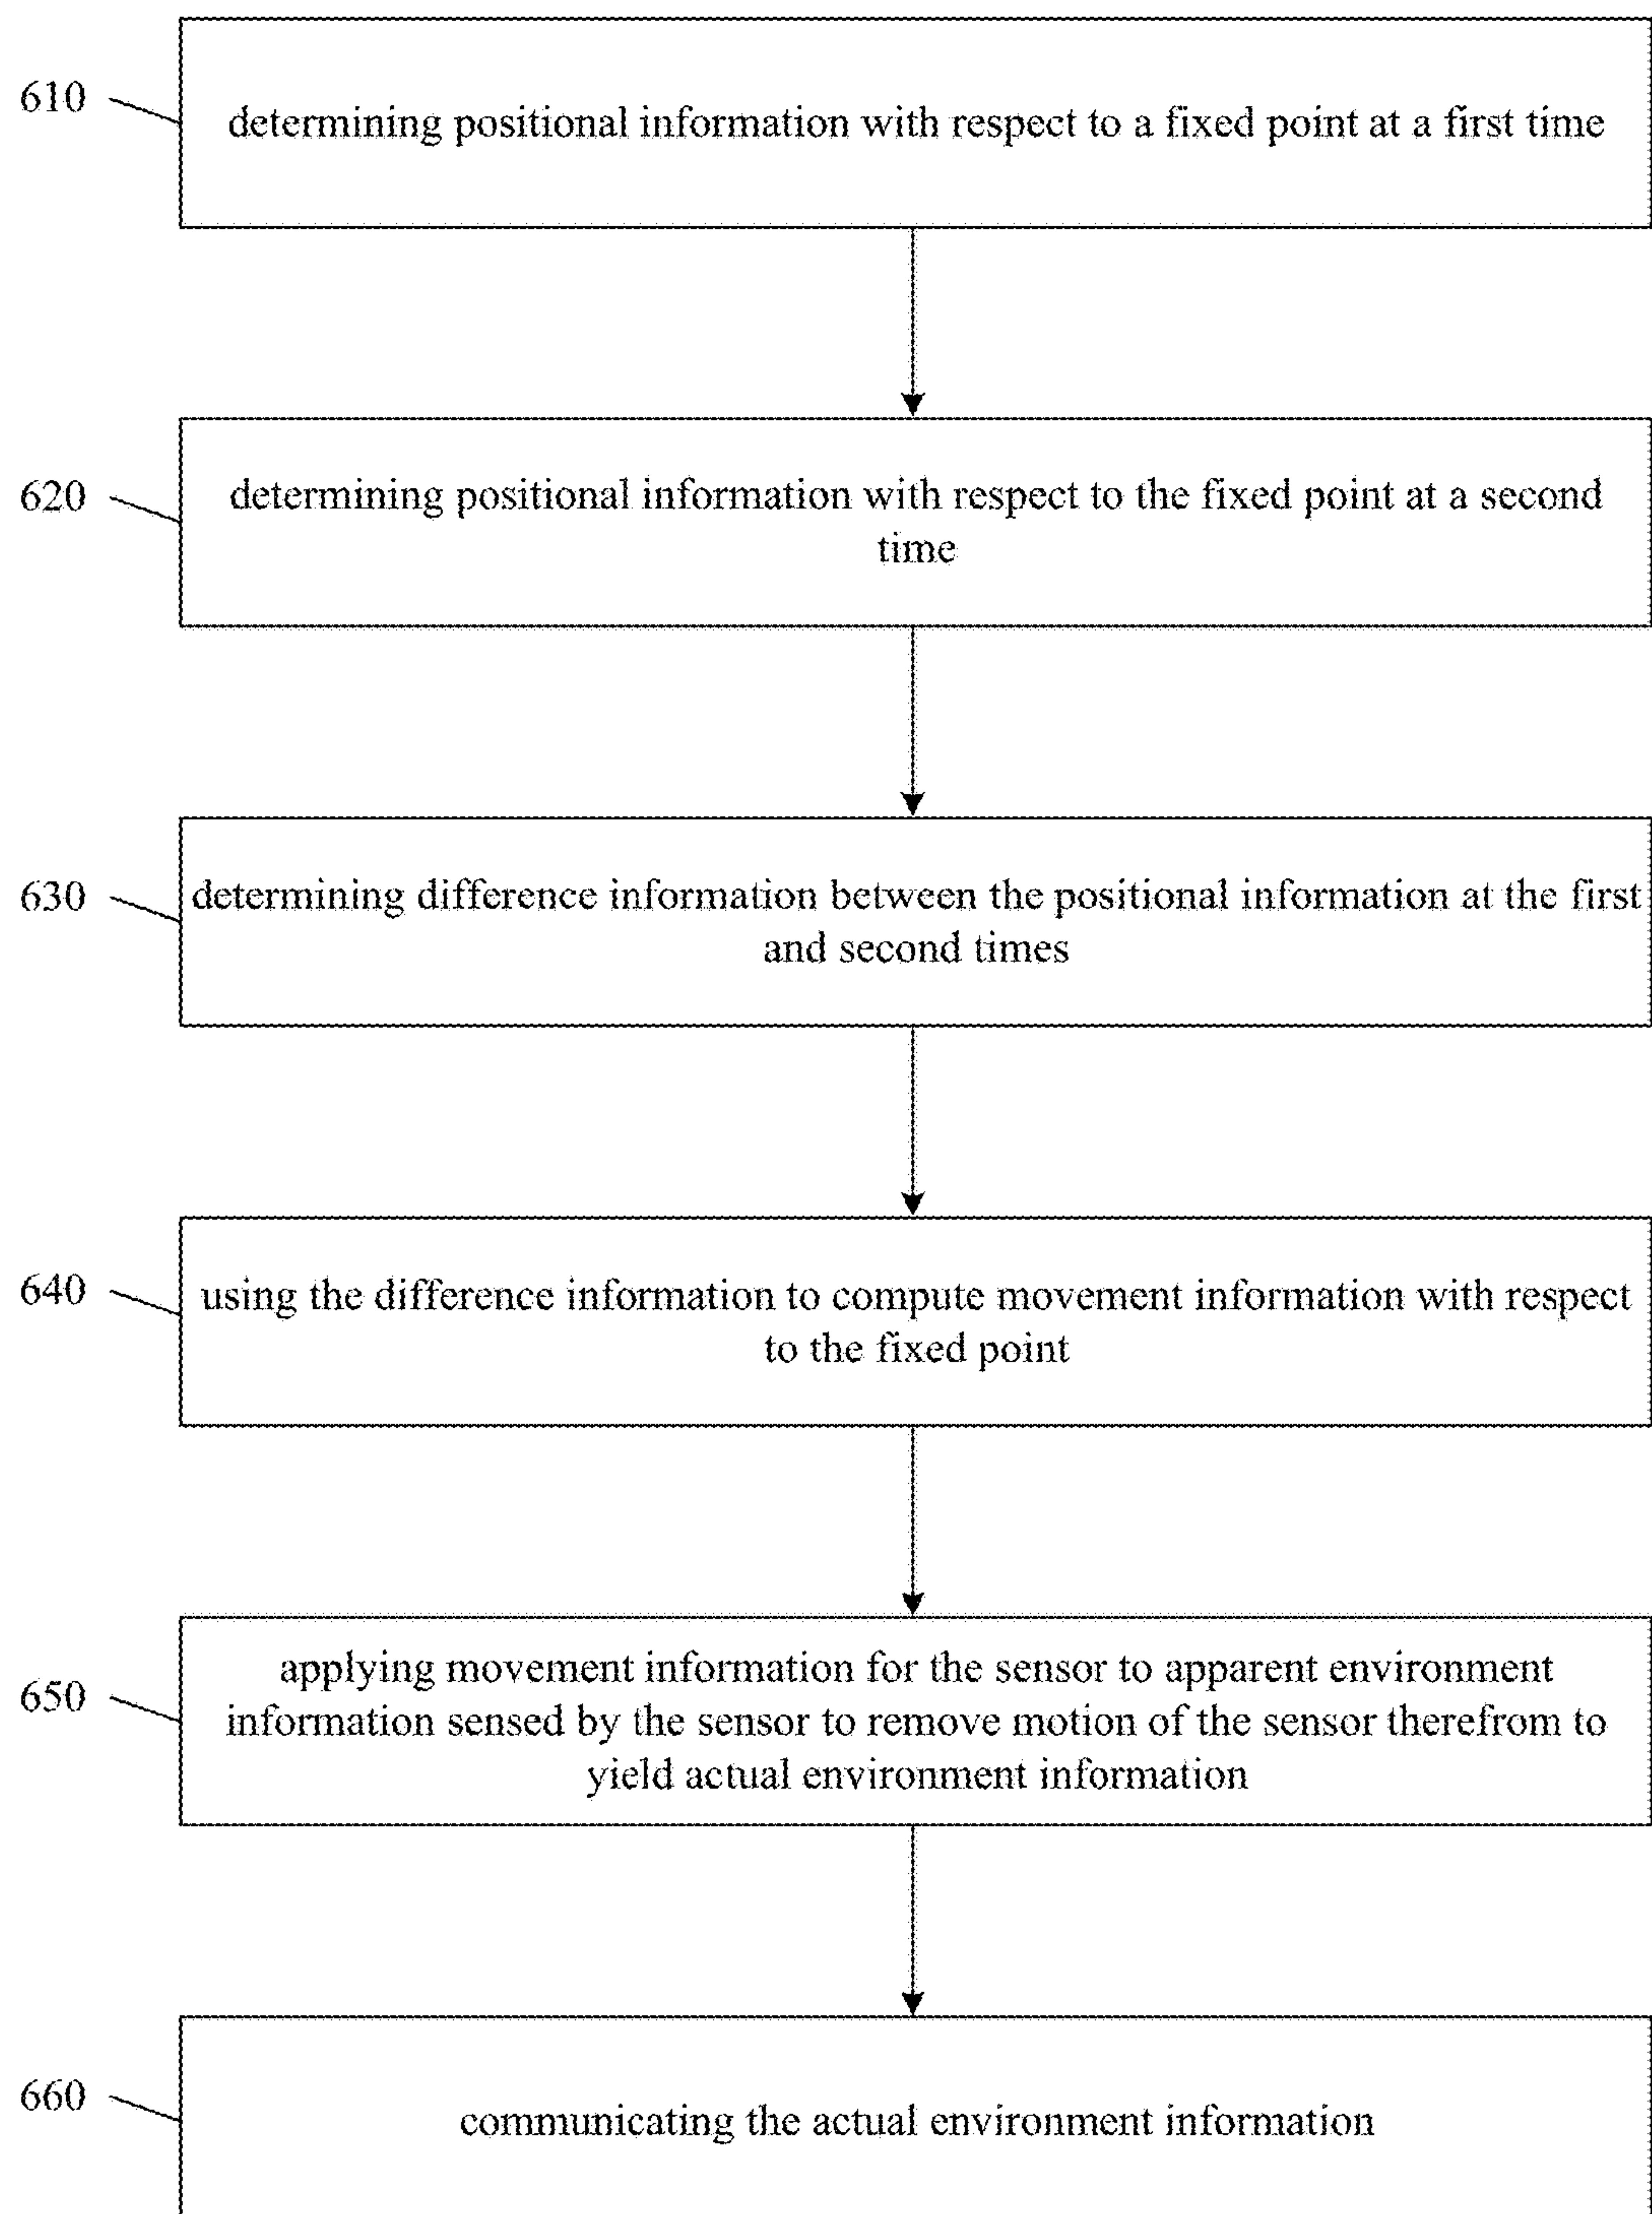 610
determining positional information with respect to a fixed point at a first time
620
determining positional information with respect to the fixed point at a second
time
630
determining difference information between the positional information at the first
and second times
640
using the difference information to compute movement information with respect
to the fixed point
650
applying movement information for the sensor to apparent environment
information sensed by the sensor to remove motion of the sensor therefrom to
yield actual environment information
660
communicating the actual environment information